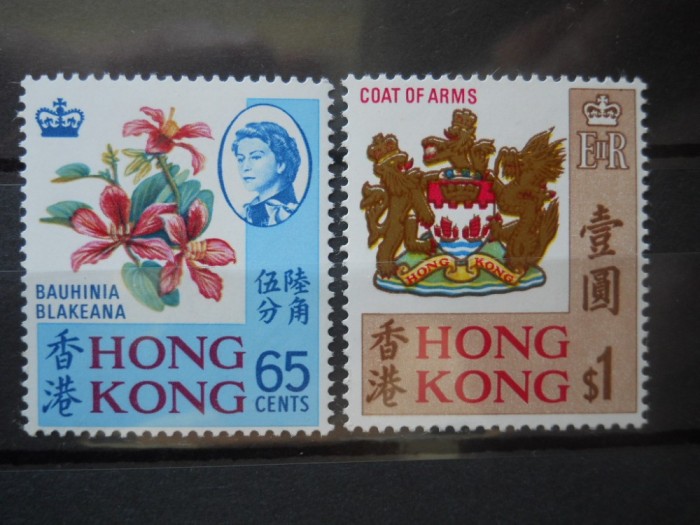 BAUHINIA
BLAKEANA
陸角
伍分
香港
HONG
KONG
65
CENTS
COAT OF ARMS
EIIR
壹圓
HONG KONG
香港
HONG
KONG
$1